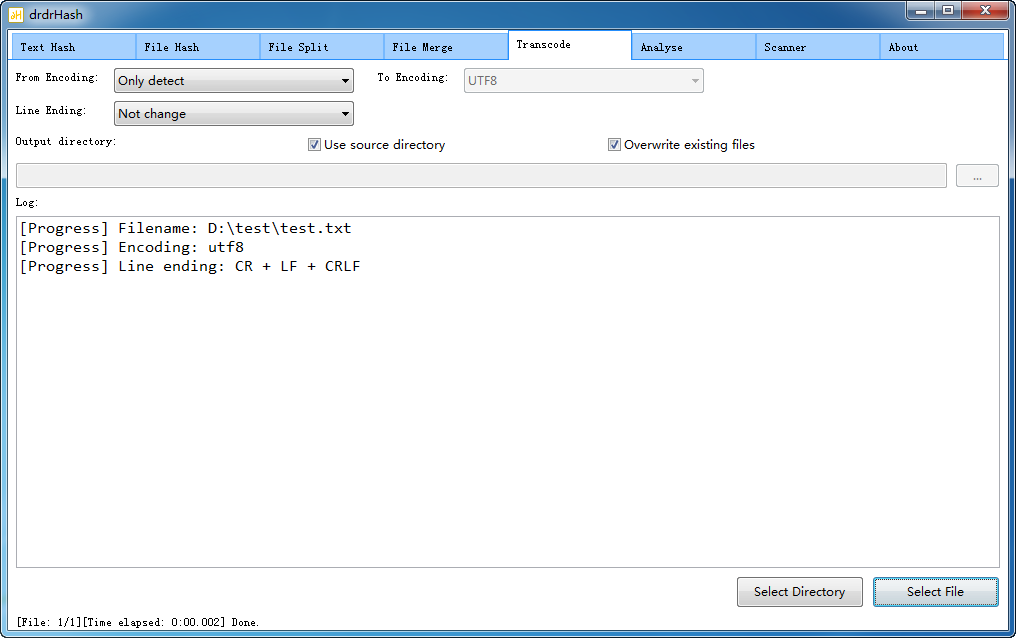 drdrHash
Text Hash File Hash File Split File Merge Transcode Analyse Scanner About
From Encoding: Only detect To Encoding: UTF8
Line Ending: Not change
Output directory: Use source directory Overwrite existing files
...
Log:
[Progress] Filename: D:\test\test.txt
[Progress] Encoding: utf8
[Progress] Line ending: CR + LF + CRLF
Select Directory Select File
[File: 1/1][Time elapsed: 0:00.002] Done.